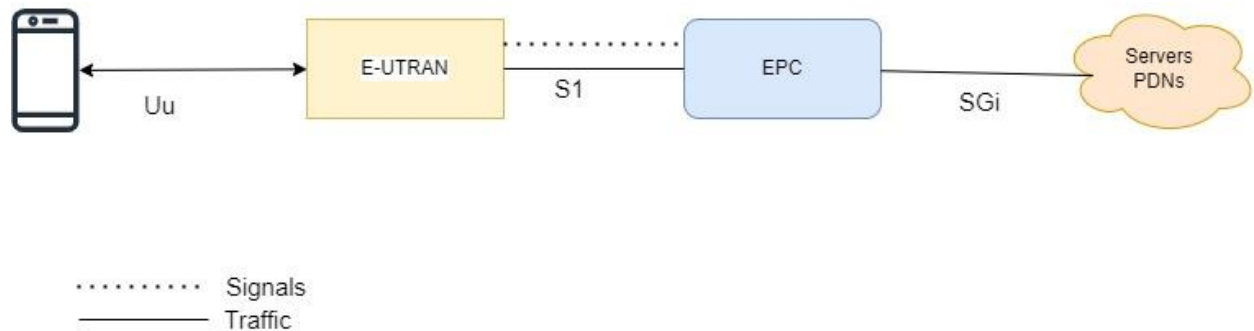 E-UTRAN
EPC
Servers
PDNs
Uu
S1
SGi
Signals
Traffic